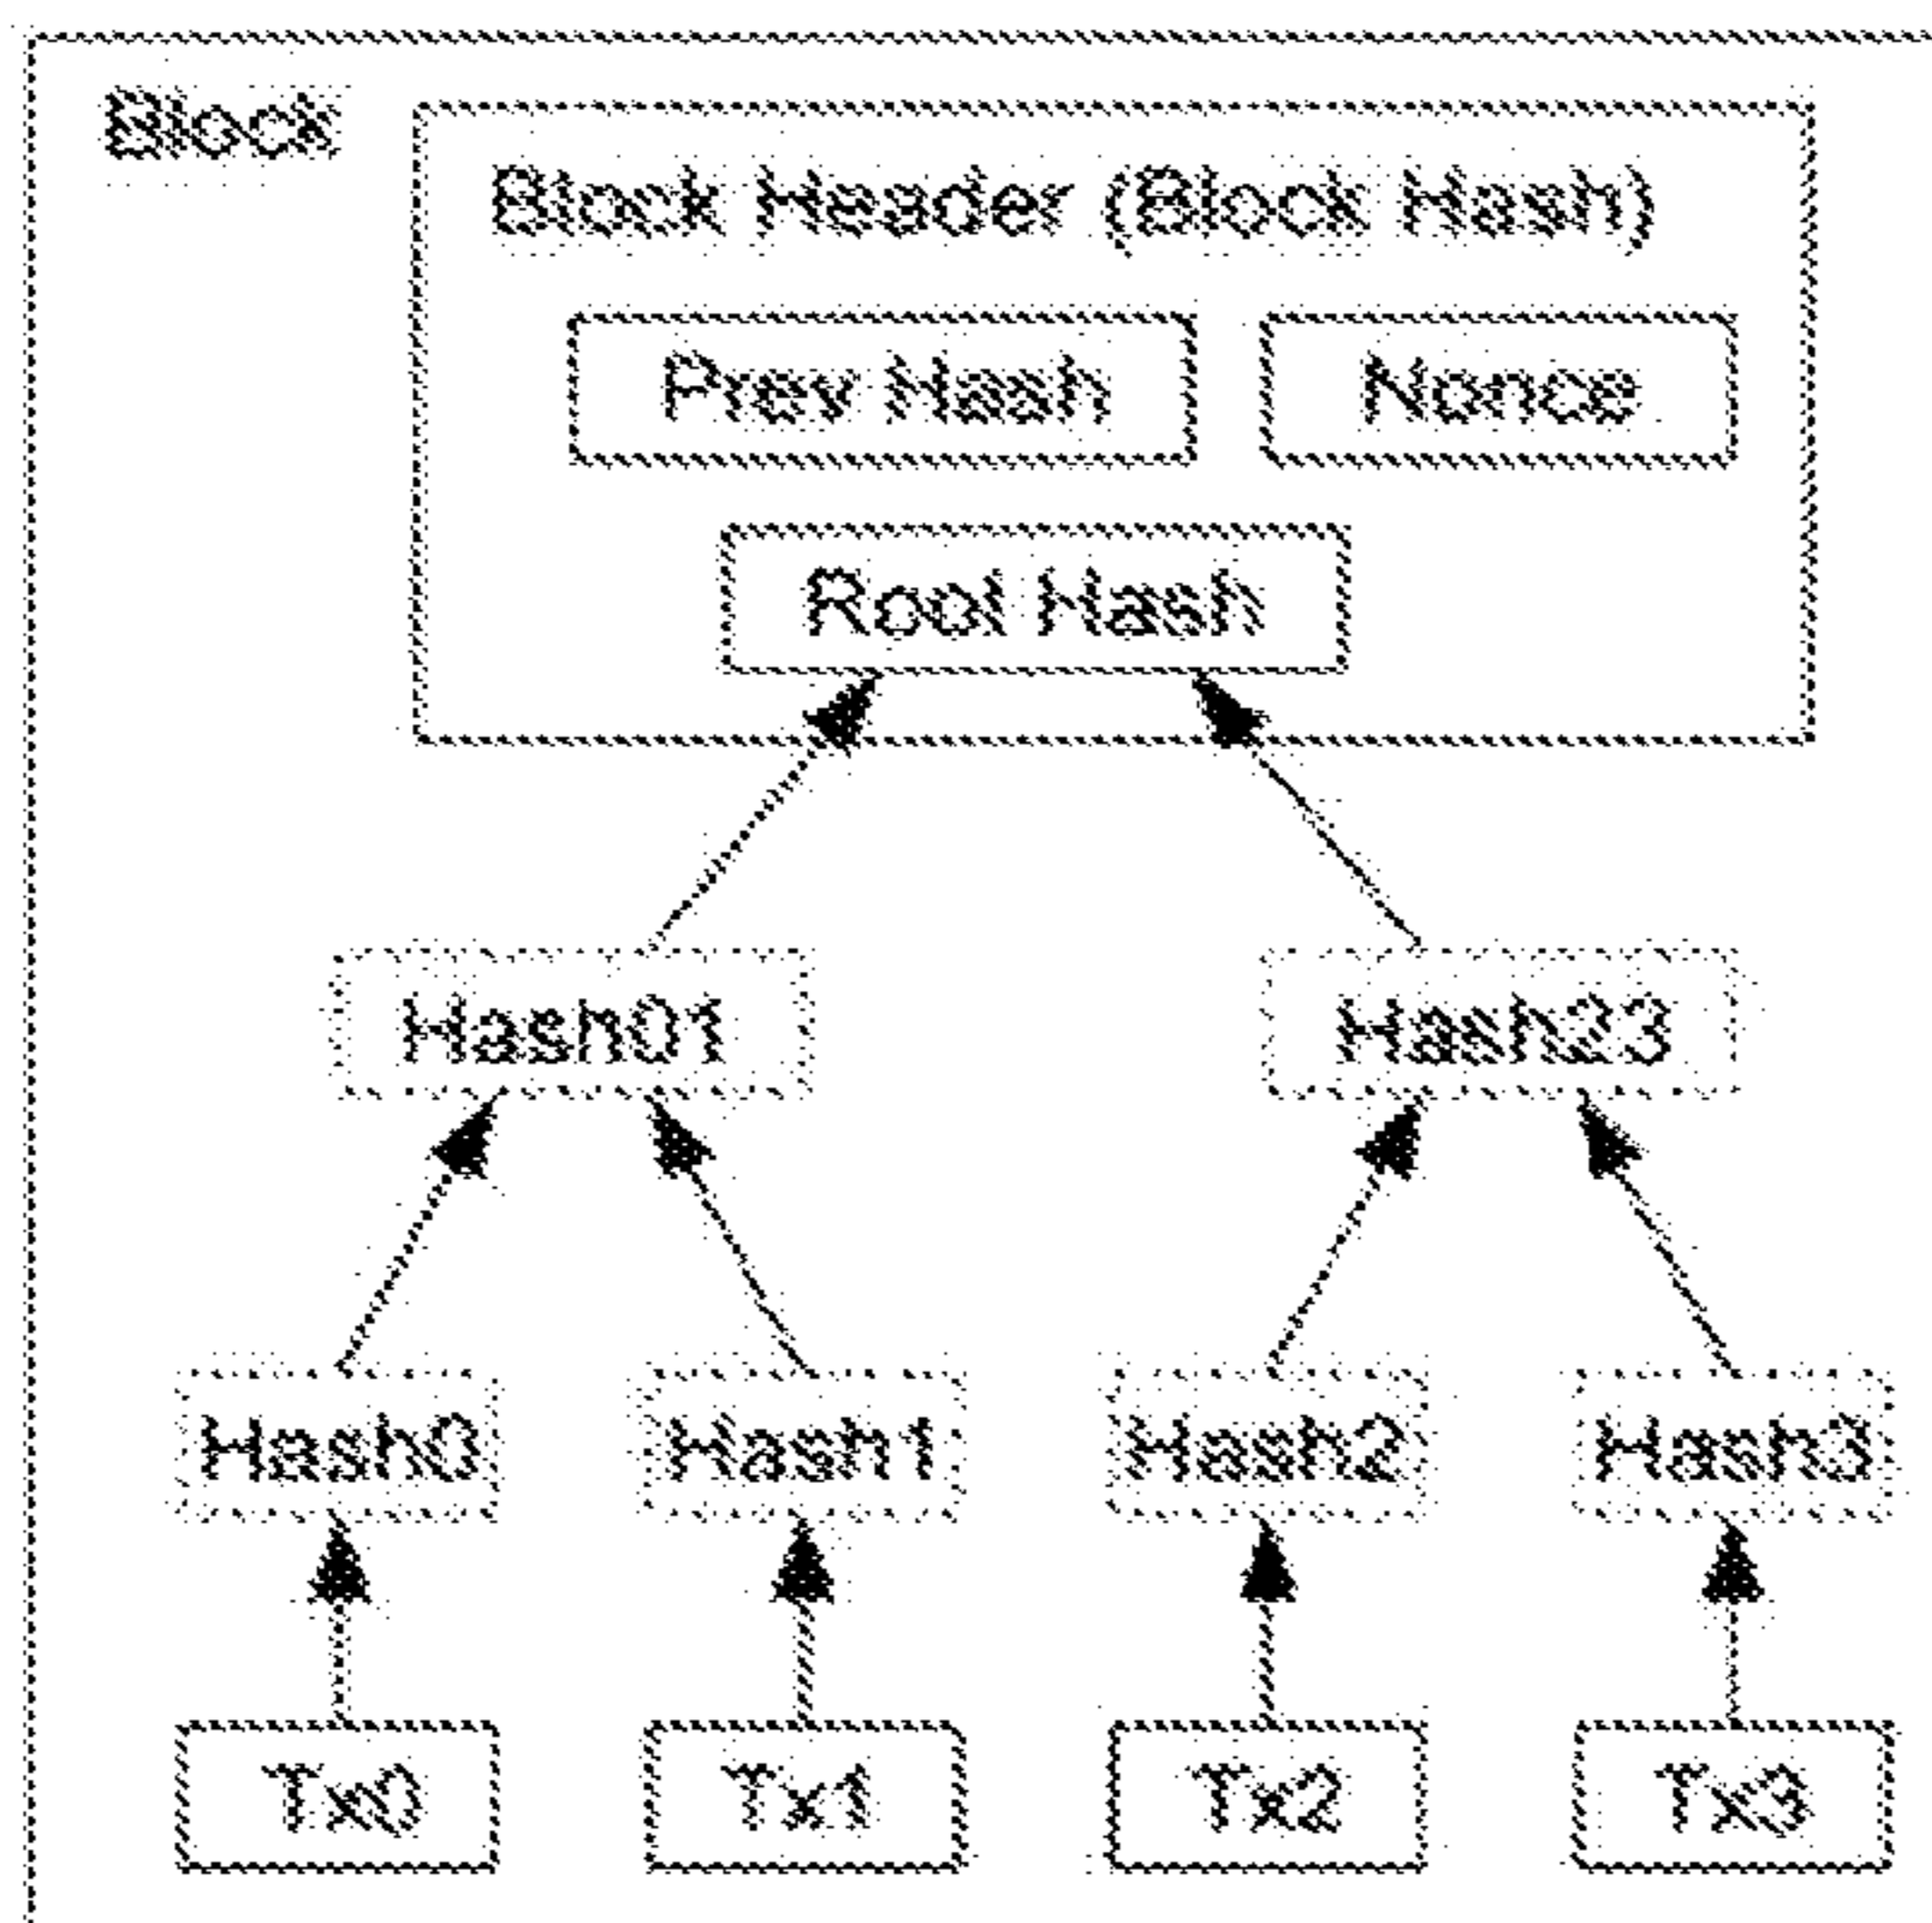 Block
Block Header (Block Hash)
Prev Hash Nonce
Root Hash
Hash01 Hash23
Hash0 Hash1 Hash2 Hash3
Tx0 Tx1 Tx2 Tx3